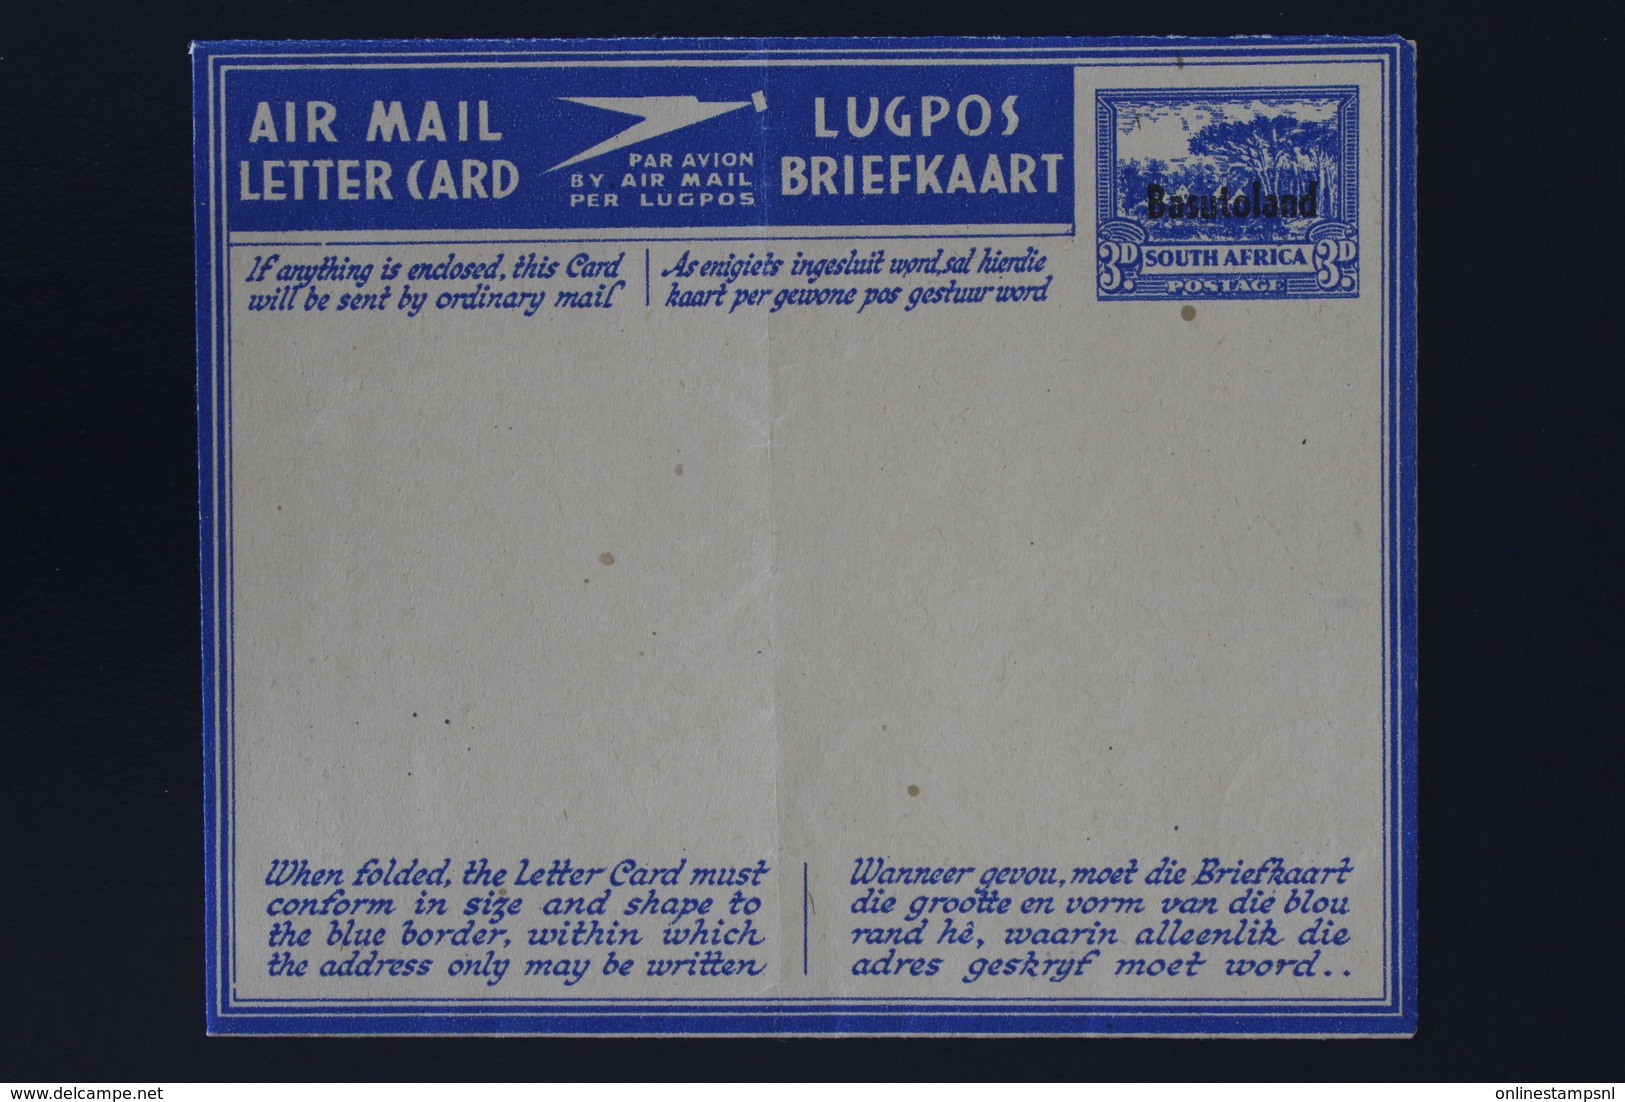 AIR MAIL
LETTER CARD
PAR AVION
BY AIR MAIL
PER LUGPOS
LUGPOS
BRIEFKAART
Basutoland
3D. SOUTH AFRICA 3D.
POSTAGE
If anything is enclosed, this Card
will be sent by ordinary mail
As enigiets ingesluit word, sal hierdie
kaart per gewone pos gestuur word
When folded, the Letter Card must
conform in size and shape to
the blue border, within which
the address only may be written
Wanneer gevou, moet die Briefkaart
die grootte en vorm van die blou
rand hê, waarin alleenlik die
adres geskryf moet word..
Copyright by delcampe.net
onlinestampsnl